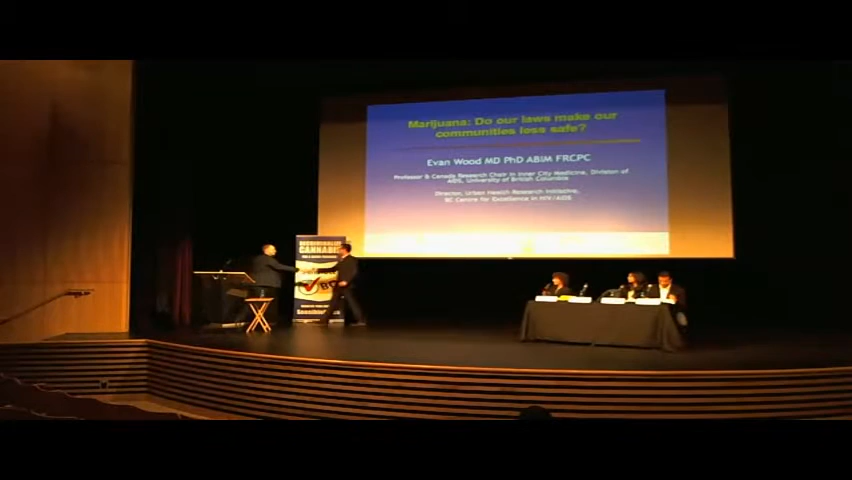 Marijuana: Do our laws make our
communities less safe?
Evan Wood MD PhD ABIM FRCPC
Professor & Canada Research Chair in Inner City Medicine, Division of
AIDS, University of British Columbia
Director, Urban Health Research Initiative,
BC Centre for Excellence in HIV/AIDS
DECRIMINALIZE
CANNABIS